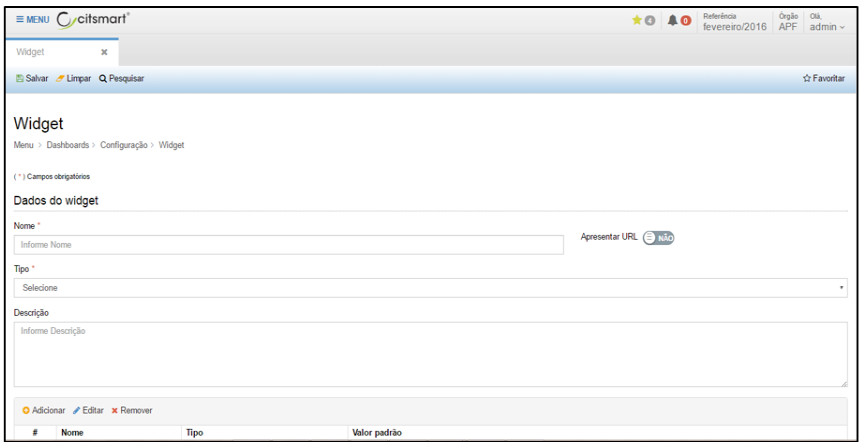 MENU citsmart® 4 0 Referência fevereiro/2016 Órgão APF Olá, admin
Widget ×
Salvar Limpar Pesquisar Favoritar
Widget
Menu > Dashboards > Configuração > Widget
( * ) Campos obrigatórios
Dados do widget
Nome *
Informe Nome
Apresentar URL NÃO
Tipo *
Selecione
Descrição
Informe Descrição
Adicionar Editar Remover
# Nome Tipo Valor padrão